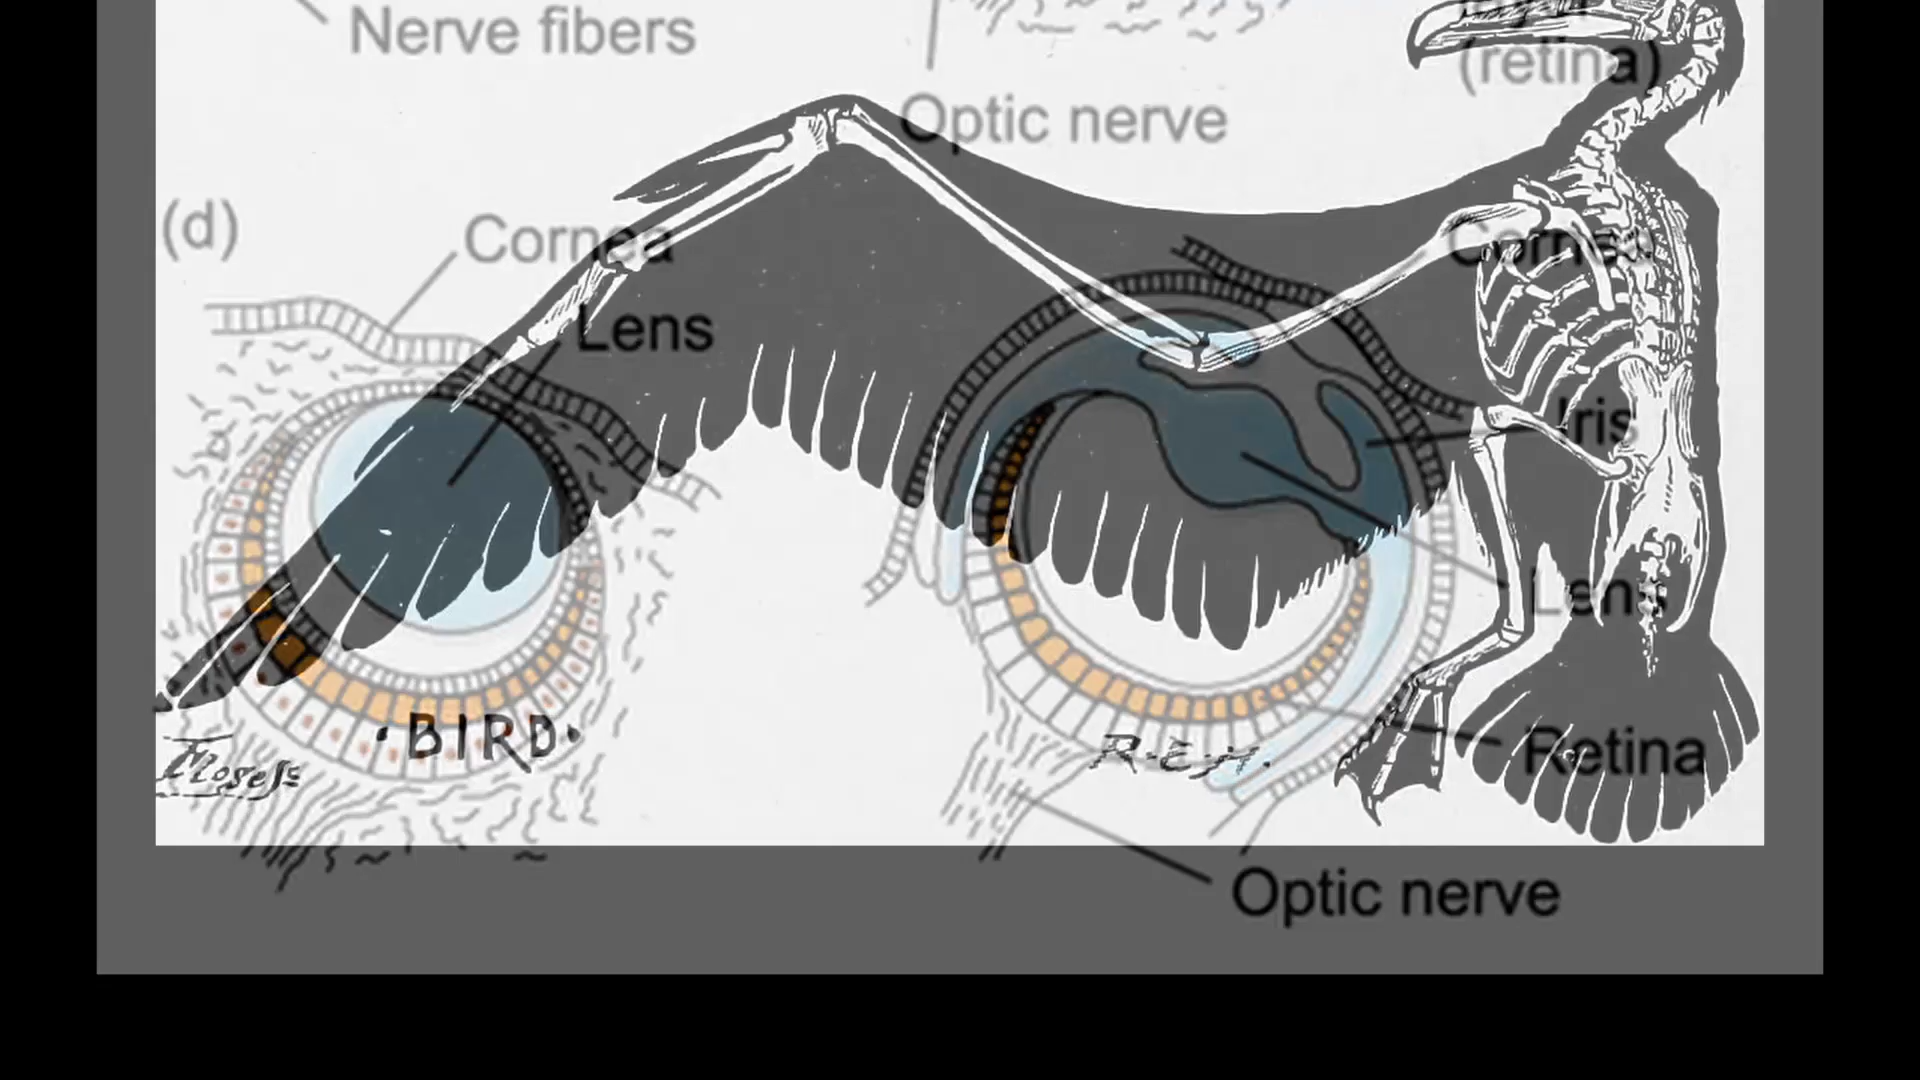 Nerve fibers
(retina)
Optic nerve
(d)
Cornea
Cornea
Lens
Iris
Lens
·BIRD·
R.E.H.
Retina
Optic nerve